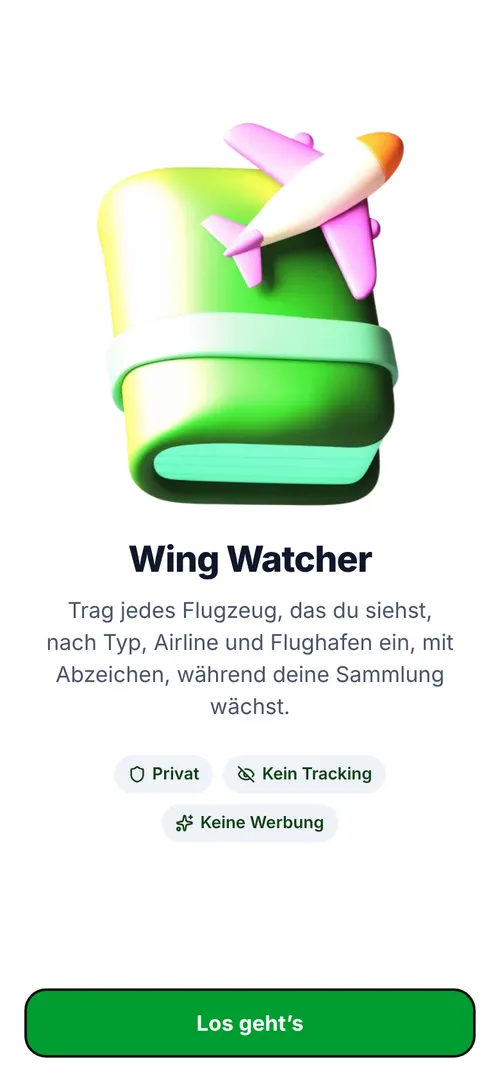 Wing Watcher
Trag jedes Flugzeug, das du siehst,
nach Typ, Airline und Flughafen ein, mit
Abzeichen, während deine Sammlung
wächst.
Privat
Kein Tracking
Keine Werbung
Los geht’s